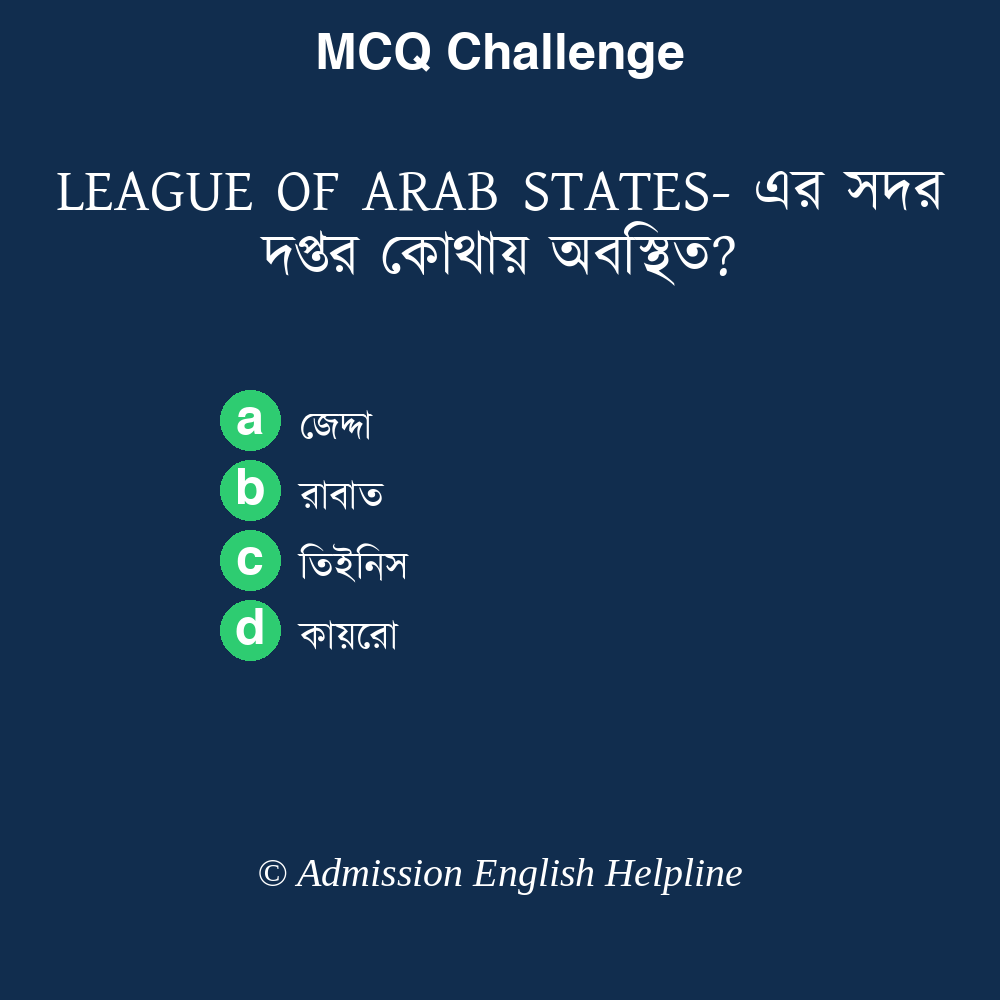 MCQ Challenge
LEAGUE OF ARAB STATES- এর সদর
দপ্তর কোথায় অবস্থিত?
a জেদ্দা
b রাবাত
c তিইনিস
d কায়রো
© Admission English Helpline